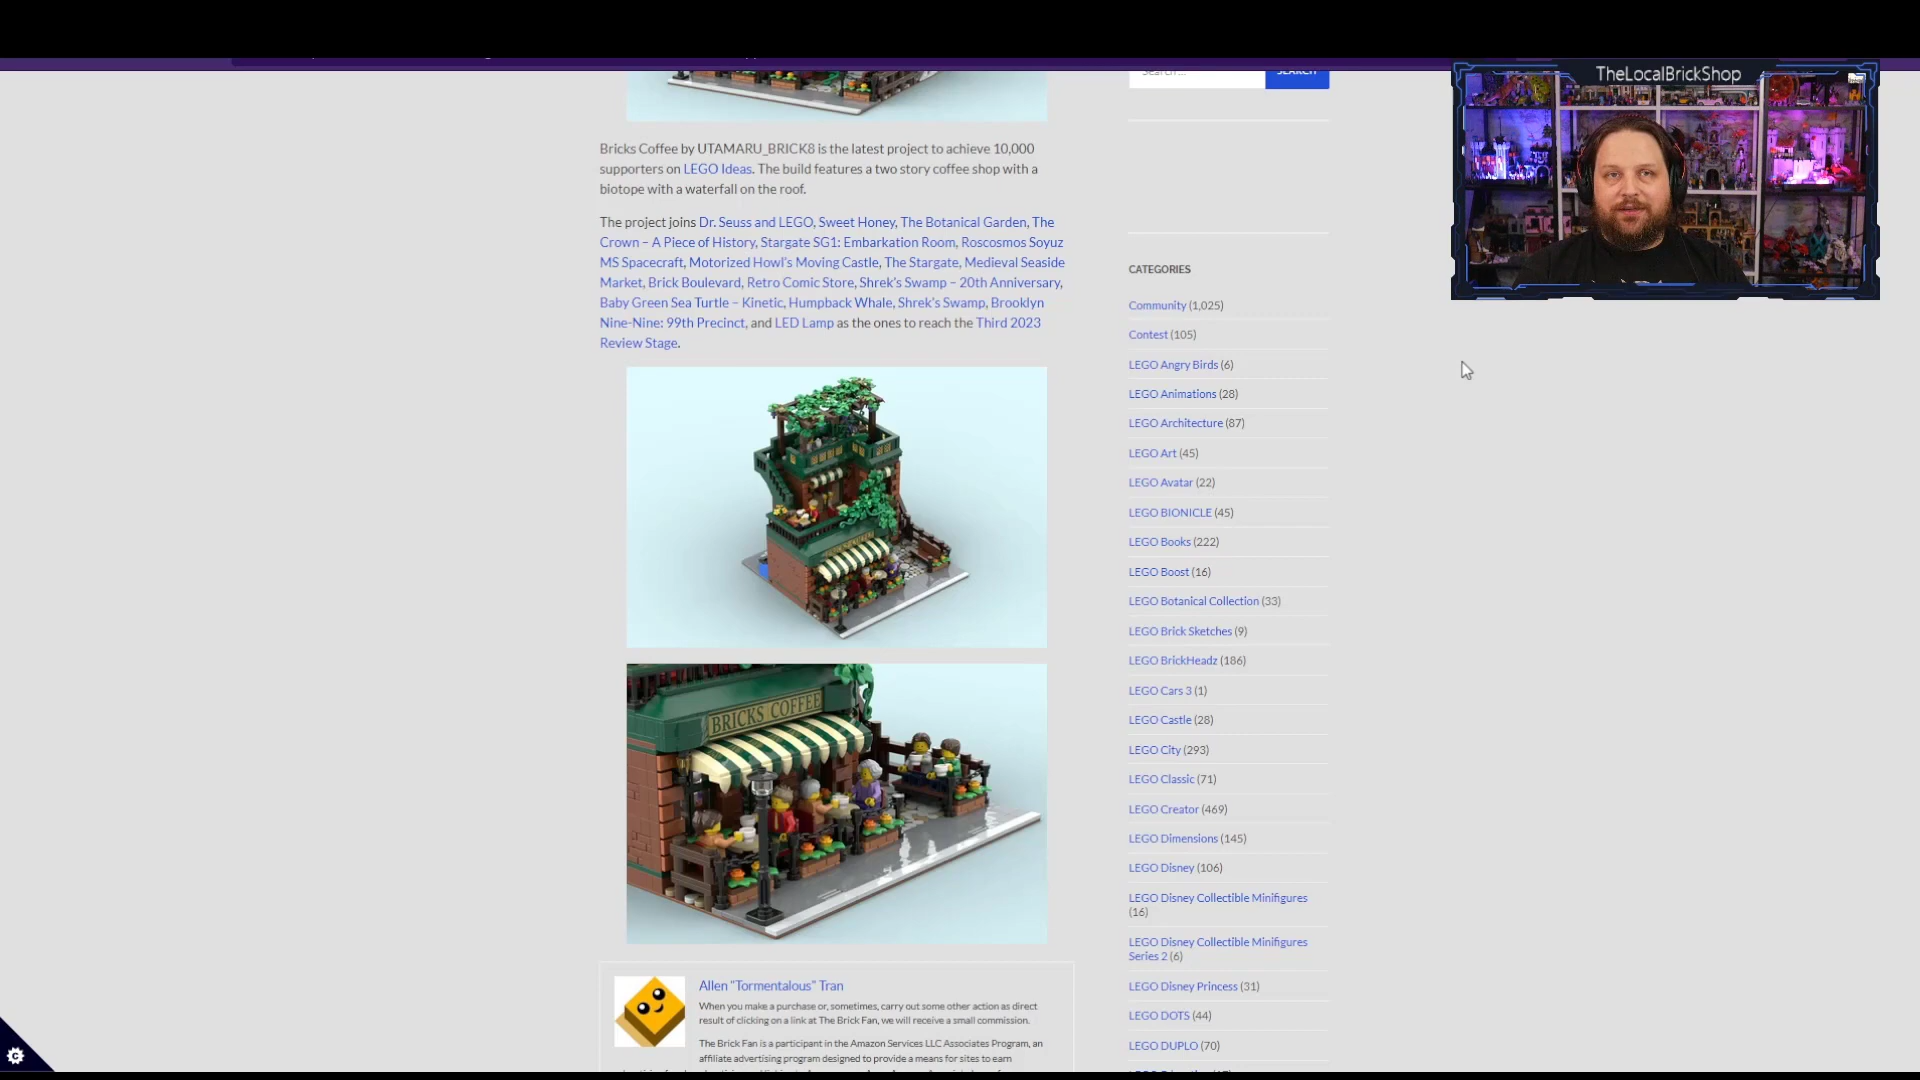 TheLocalBrickShop
Search ...
SEARCH
Bricks Coffee by UTAMARU_BRICK8 is the latest project to achieve 10,000
supporters on LEGO Ideas. The build features a two story coffee shop with a
biotope with a waterfall on the roof.
The project joins Dr. Seuss and LEGO, Sweet Honey, The Botanical Garden, The
Crown – A Piece of History, Stargate SG1: Embarkation Room, Roscosmos Soyuz
MS Spacecraft, Motorized Howl's Moving Castle, The Stargate, Medieval Seaside
Market, Brick Boulevard, Retro Comic Store, Shrek's Swamp – 20th Anniversary,
Baby Green Sea Turtle – Kinetic, Humpback Whale, Shrek's Swamp, Brooklyn
Nine-Nine: 99th Precinct, and LED Lamp as the ones to reach the Third 2023
Review Stage.
BRICKS COFFEE
Allen "Tormentalous" Tran
When you make a purchase or, sometimes, carry out some other action as direct
result of clicking on a link at The Brick Fan, we will receive a small commission.
The Brick Fan is a participant in the Amazon Services LLC Associates Program, an
affiliate advertising program designed to provide a means for sites to earn
CATEGORIES
Community (1,025)
Contest (105)
LEGO Angry Birds (6)
LEGO Animations (28)
LEGO Architecture (87)
LEGO Art (45)
LEGO Avatar (22)
LEGO BIONICLE (45)
LEGO Books (222)
LEGO Boost (16)
LEGO Botanical Collection (33)
LEGO Brick Sketches (9)
LEGO BrickHeadz (186)
LEGO Cars 3 (1)
LEGO Castle (28)
LEGO City (293)
LEGO Classic (71)
LEGO Creator (469)
LEGO Dimensions (145)
LEGO Disney (106)
LEGO Disney Collectible Minifigures
(16)
LEGO Disney Collectible Minifigures
Series 2 (6)
LEGO Disney Princess (31)
LEGO DOTS (44)
LEGO DUPLO (70)